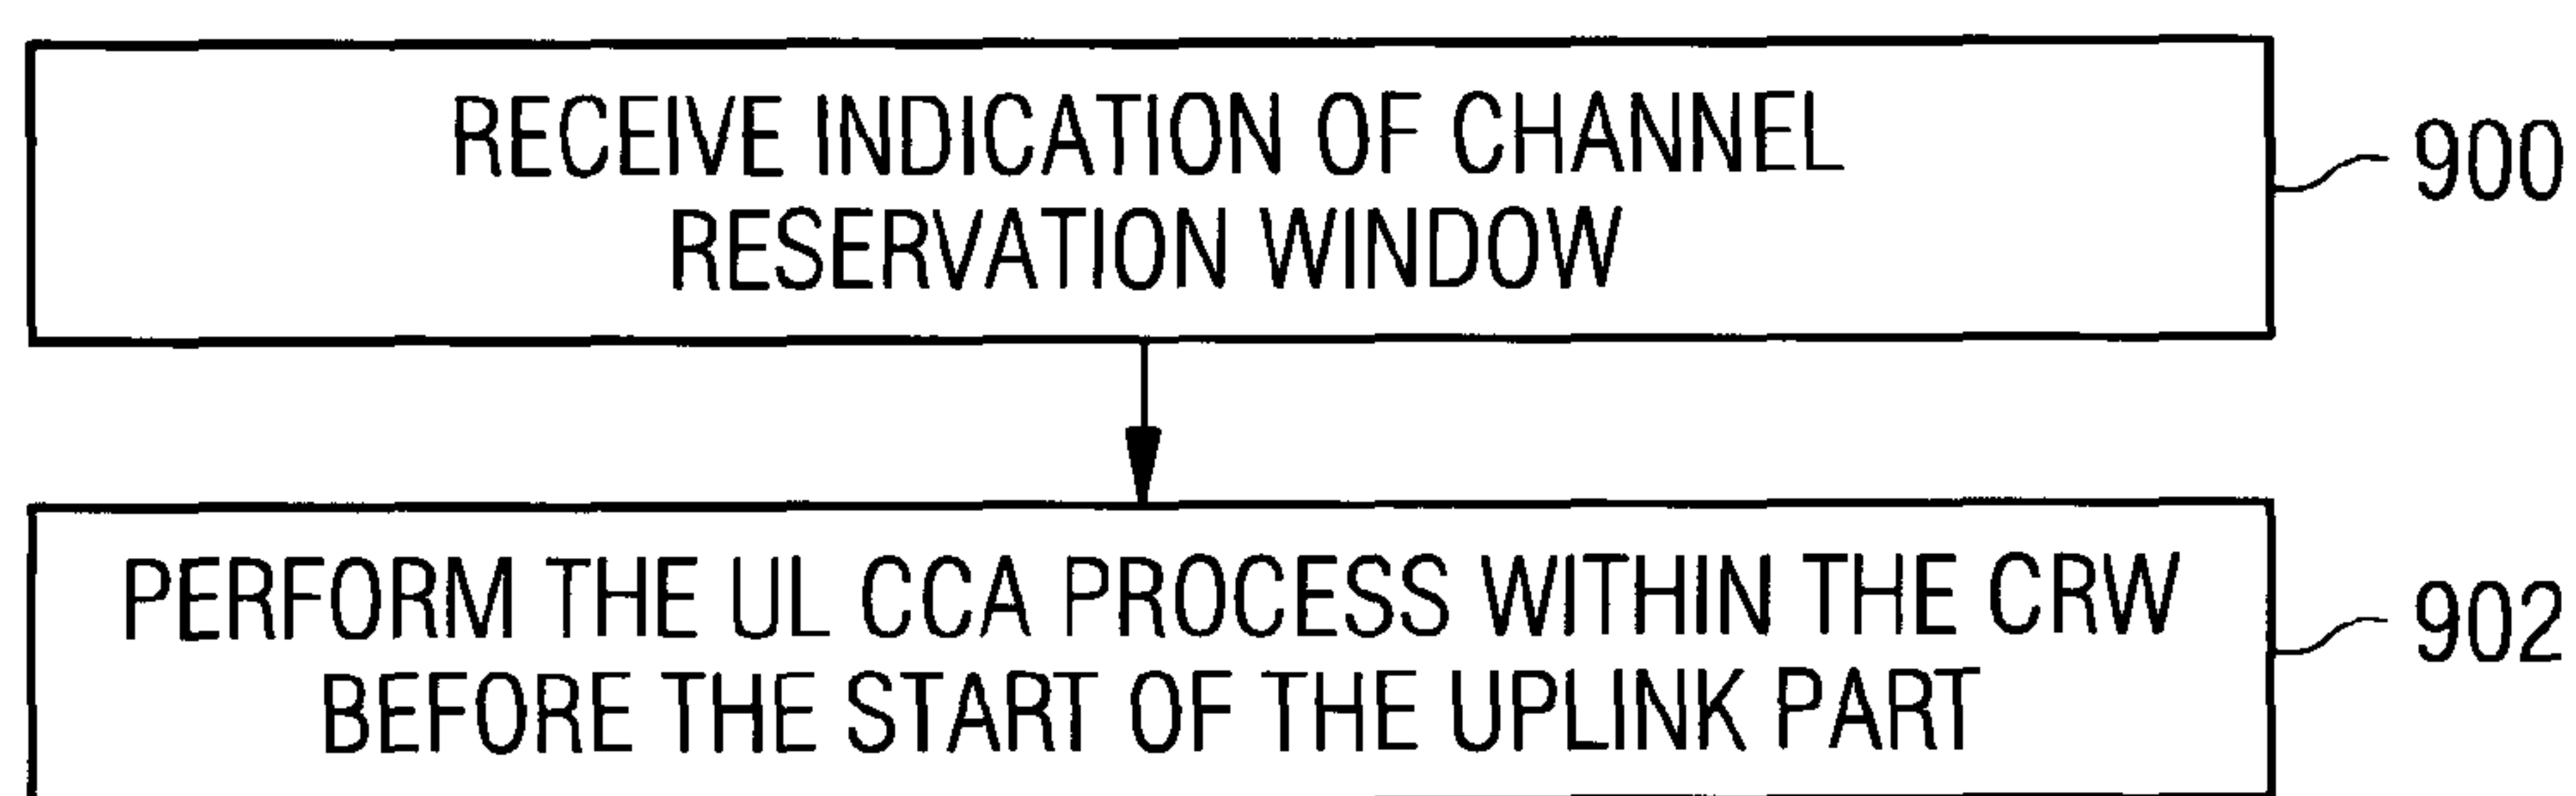 RECEIVE INDICATION OF CHANNEL
RESERVATION WINDOW
900
PERFORM THE UL CCA PROCESS WITHIN THE CRW
BEFORE THE START OF THE UPLINK PART
902